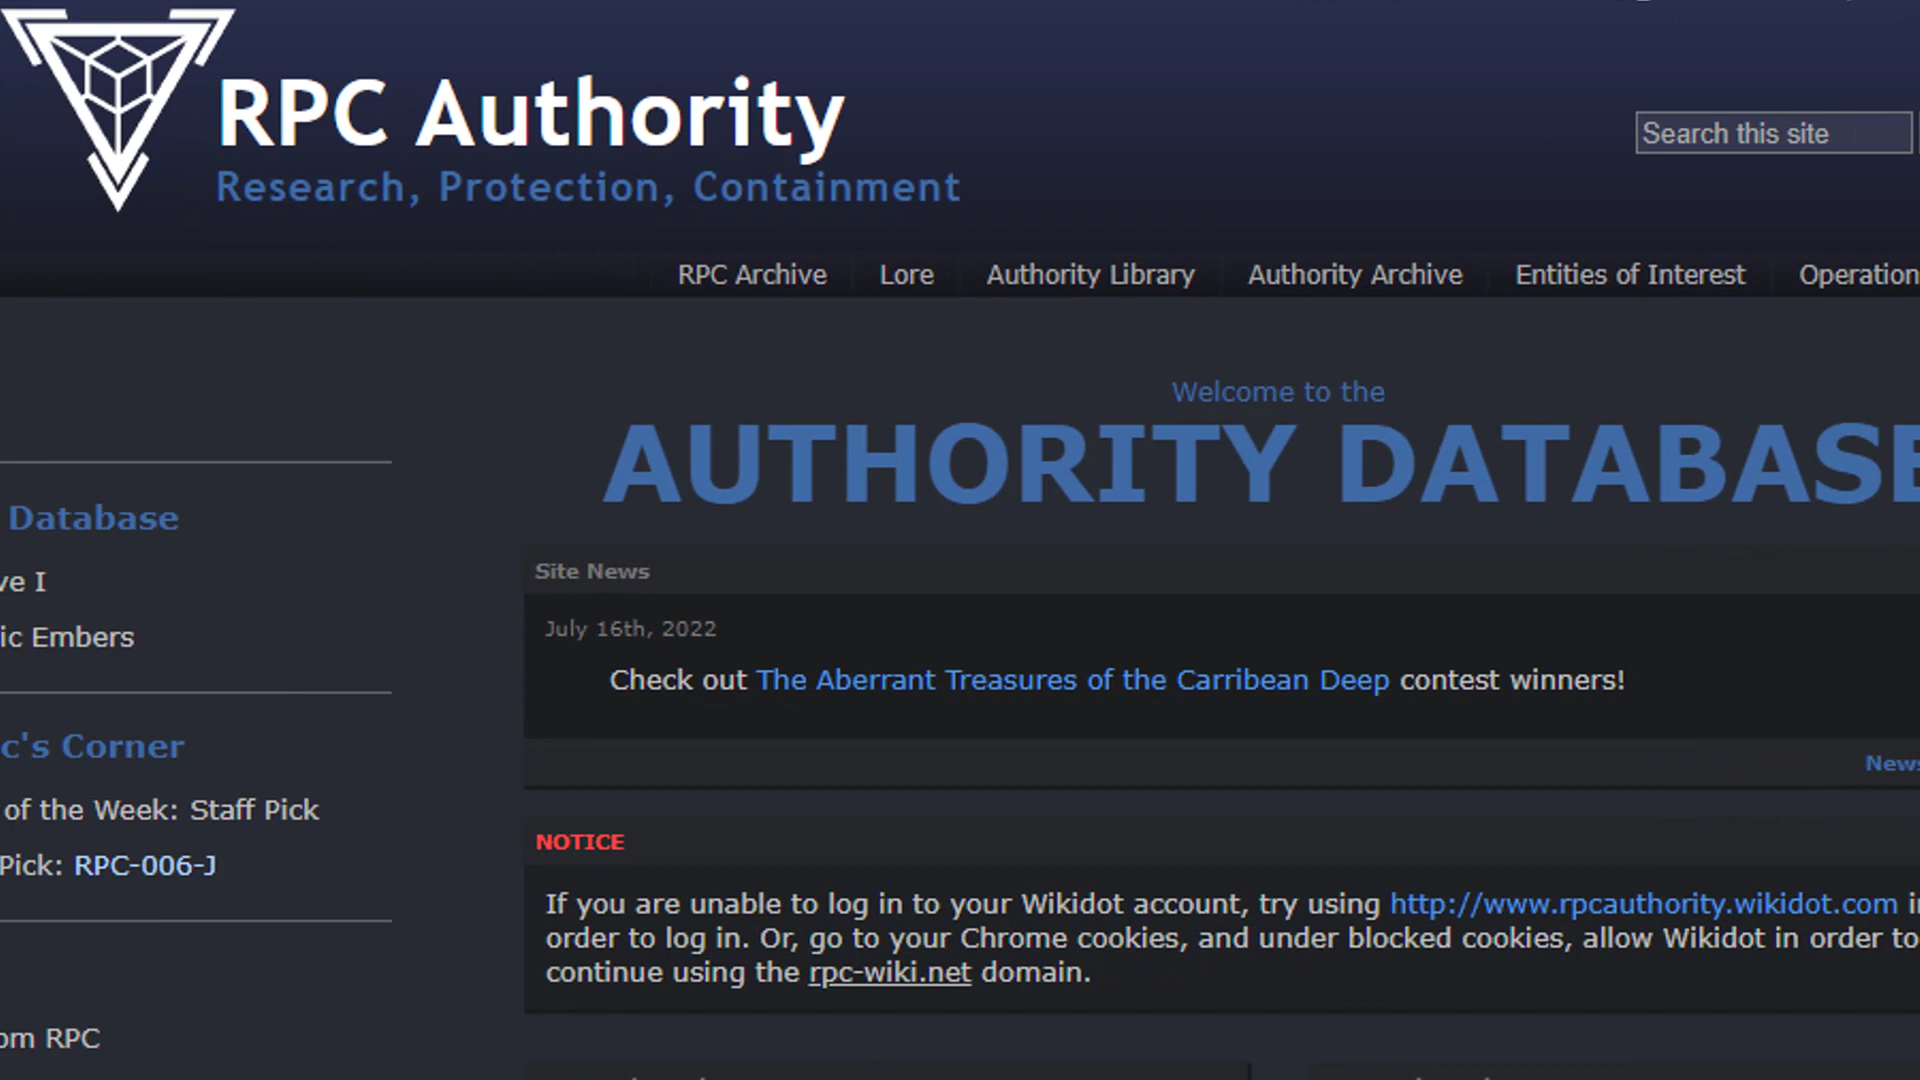 RPC Authority
Research, Protection, Containment
Search this site
RPC Archive Lore Authority Library Authority Archive Entities of Interest Operation
Welcome to the
AUTHORITY DATABASE
Database
ve I
ic Embers
c's Corner
of the Week: Staff Pick
Pick: RPC-006-J
om RPC
Site News
July 16th, 2022
Check out The Aberrant Treasures of the Carribean Deep contest winners!
News
NOTICE
If you are unable to log in to your Wikidot account, try using http://www.rpcauthority.wikidot.com in
order to log in. Or, go to your Chrome cookies, and under blocked cookies, allow Wikidot in order to
continue using the rpc-wiki.net domain.